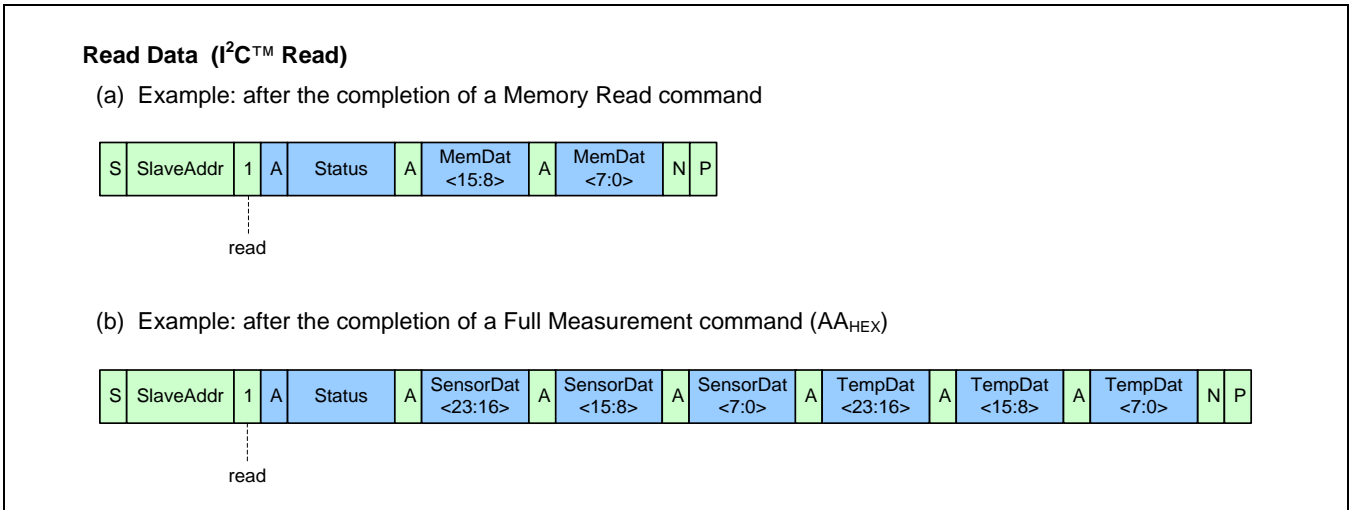 Read Data (I²C™ Read)
(a) Example: after the completion of a Memory Read command
S SlaveAddr 1 A Status A MemDat <15:8> A MemDat <7:0> N P
read
(b) Example: after the completion of a Full Measurement command (AA_HEX)
S SlaveAddr 1 A Status A SensorDat <23:16> A SensorDat <15:8> A SensorDat <7:0> A TempDat <23:16> A TempDat <15:8> A TempDat <7:0> N P
read